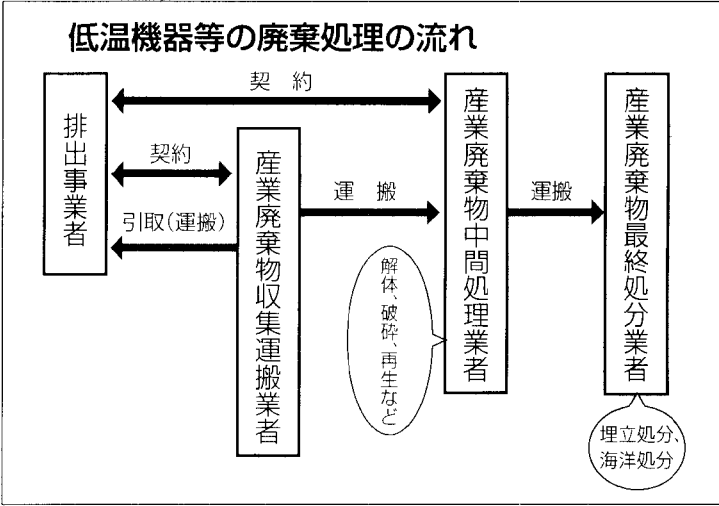 低温機器等の廃棄処理の流れ
契 約
排出事業者
契約
引取(運搬)
産業廃棄物収集運搬業者
運 搬
解体、破砕、再生など
産業廃棄物中間処理業者
運搬
産業廃棄物最終処分業者
埋立処分、
海洋処分